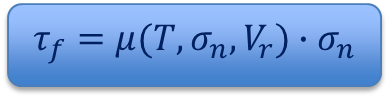 τ_f = μ(T, σ_n, V_r) · σ_n